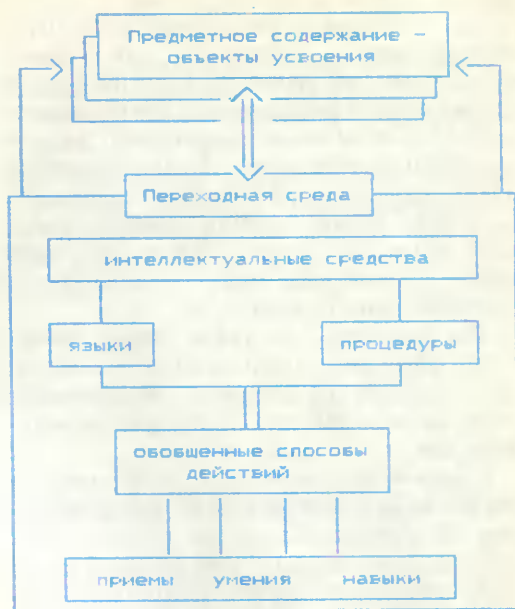 Предметное содержание –
объекты усвоения
Переходная среда
интеллектуальные средства
языки
процедуры
обобщенные способы
действий
приемы умения навыки